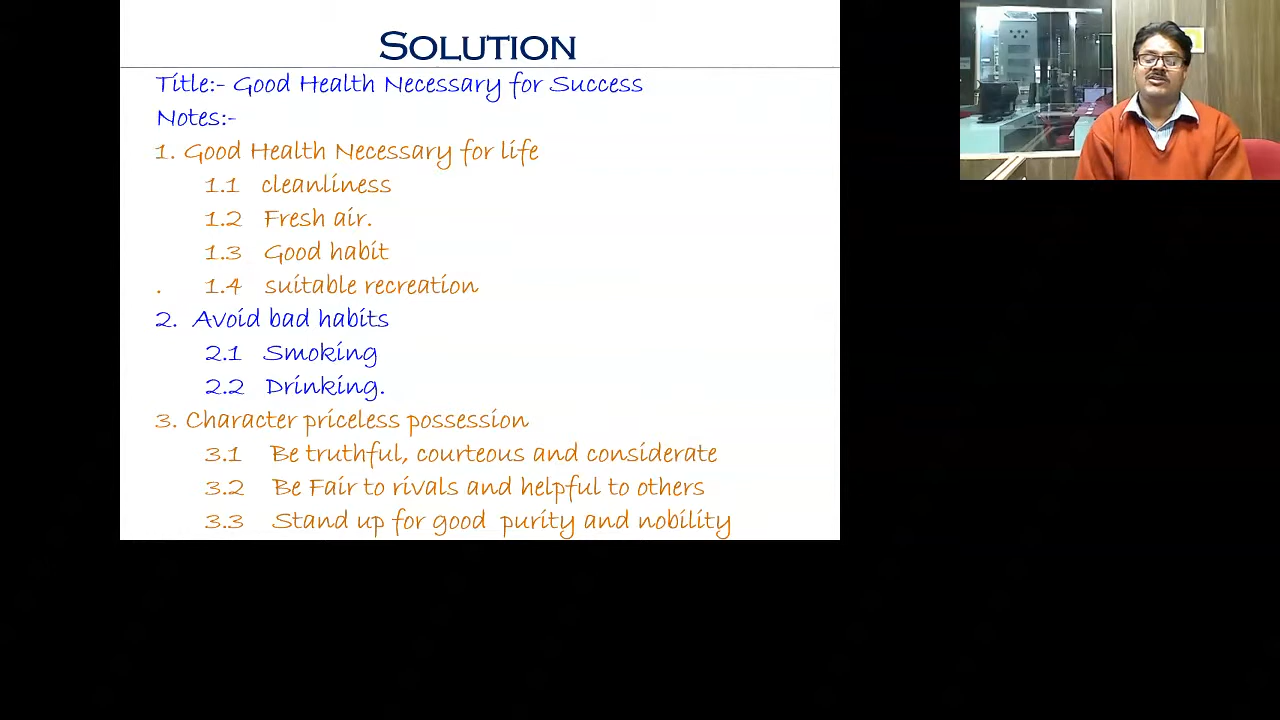 SOLUTION
Title:- Good Health Necessary for Success
Notes:-
1. Good Health Necessary for life
1.1 cleanliness
1.2 Fresh air.
1.3 Good habit
. 1.4 suitable recreation
2. Avoid bad habits
2.1 Smoking
2.2 Drinking.
3. Character priceless possession
3.1 Be truthful, courteous and considerate
3.2 Be Fair to rivals and helpful to others
3.3 Stand up for good purity and nobility